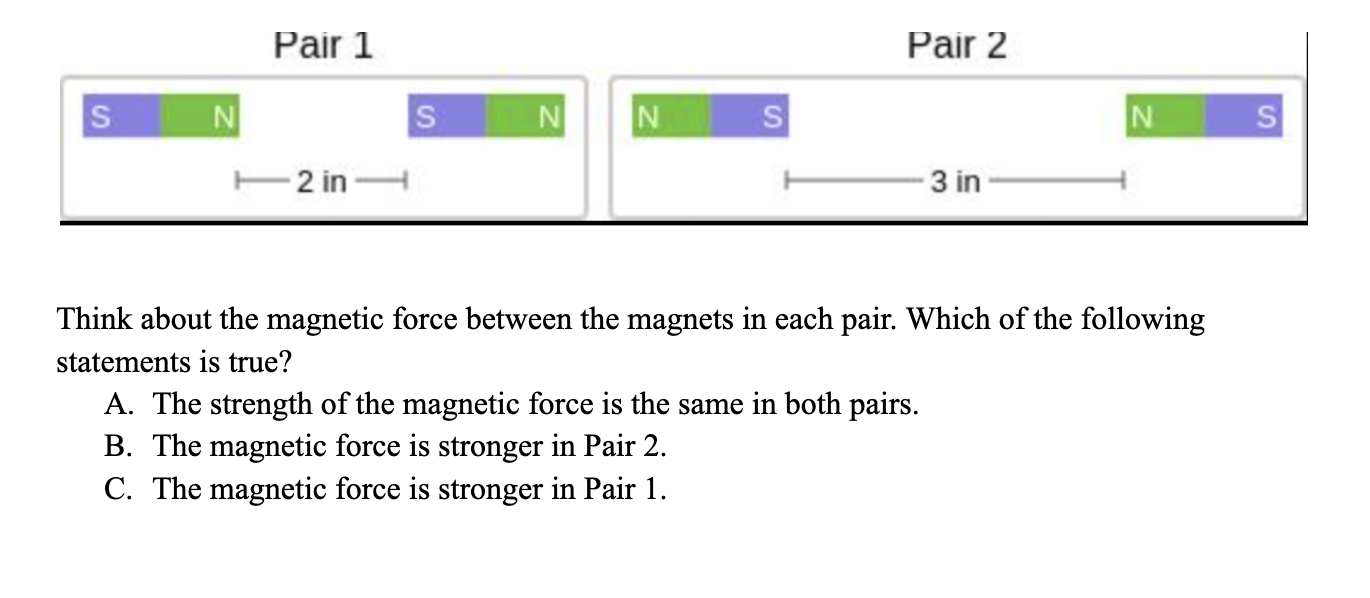 Pair 1 Pair 2
S N S N N S N S
2 in 3 in
Think about the magnetic force between the magnets in each pair. Which of the following
statements is true?
A. The strength of the magnetic force is the same in both pairs.
B. The magnetic force is stronger in Pair 2.
C. The magnetic force is stronger in Pair 1.